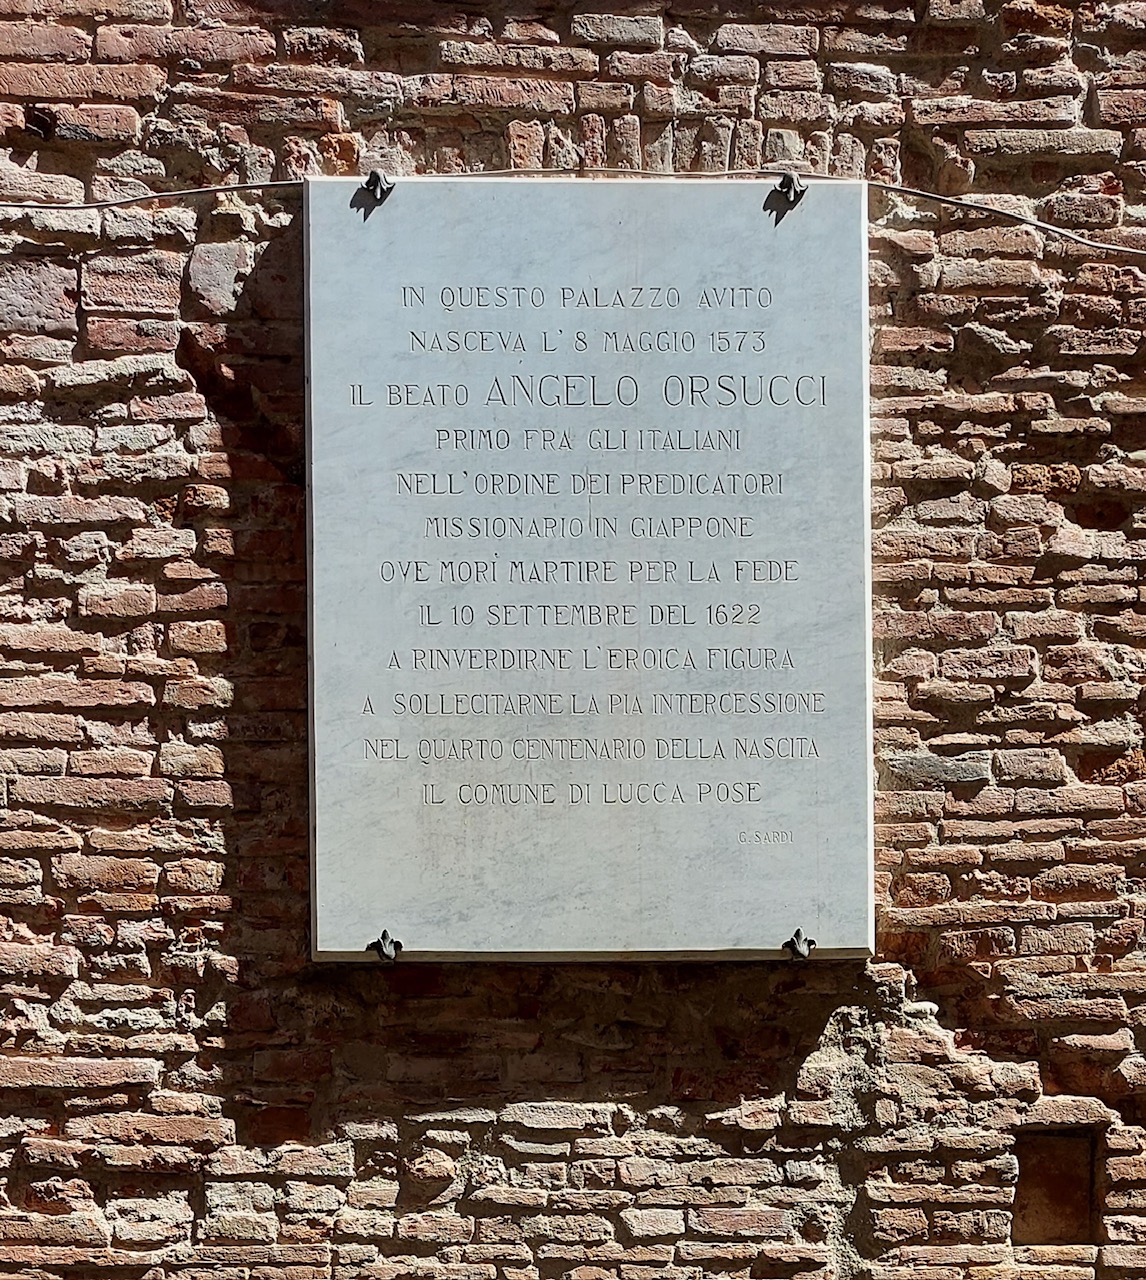 IN QUESTO PALAZZO AVITO
NASCEVA L'8 MAGGIO 1573
IL BEATO ANGELO ORSUCCI
PRIMO FRA GLI ITALIANI
NELL'ORDINE DEI PREDICATORI
MISSIONARIO IN GIAPPONE
OVE MORÌ MARTIRE PER LA FEDE
IL 10 SETTEMBRE DEL 1622
A RINVERDIRNE L'EROICA FIGURA
A SOLLECITARNE LA PIA INTERCESSIONE
NEL QUARTO CENTENARIO DELLA NASCITA
IL COMUNE DI LUCCA POSE
G. SARDI